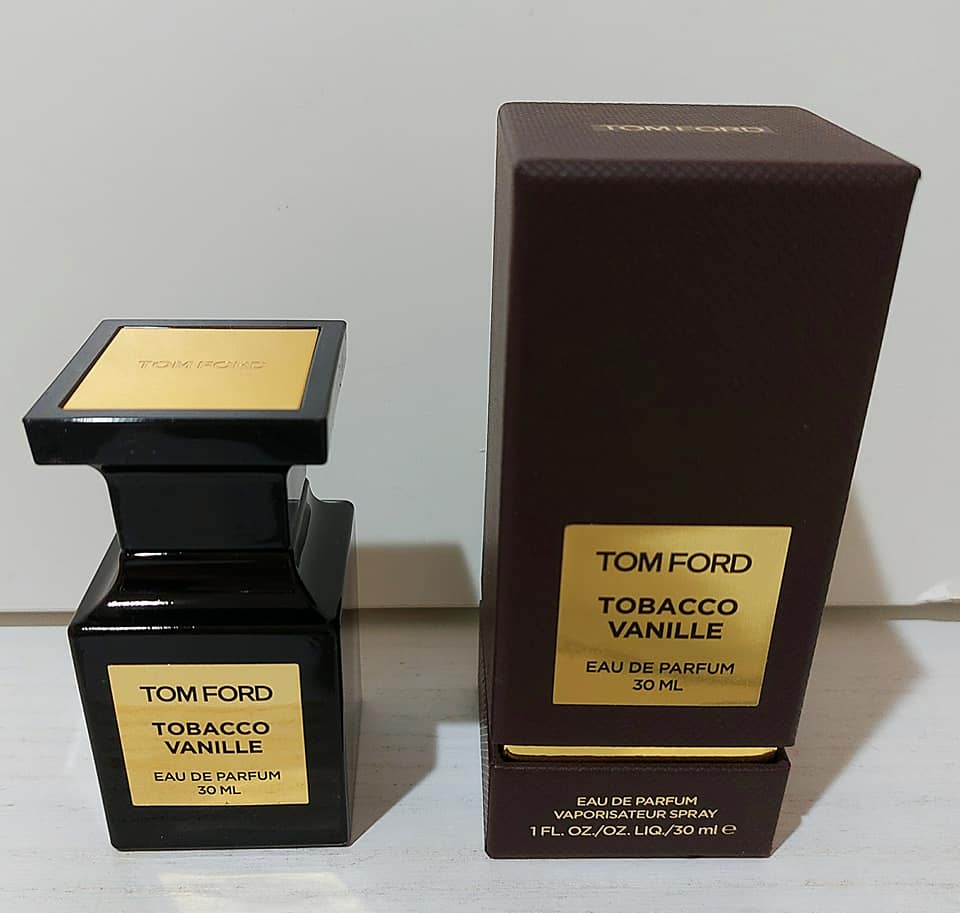 TOM FORD
TOM FORD
TOBACCO
VANILLE
EAU DE PARFUM
30 ML
TOM FORD
TOM FORD
TOBACCO
VANILLE
EAU DE PARFUM
30 ML
EAU DE PARFUM
VAPORISATEUR SPRAY
1 FL. OZ./OZ. LIQ./30 ml ℮